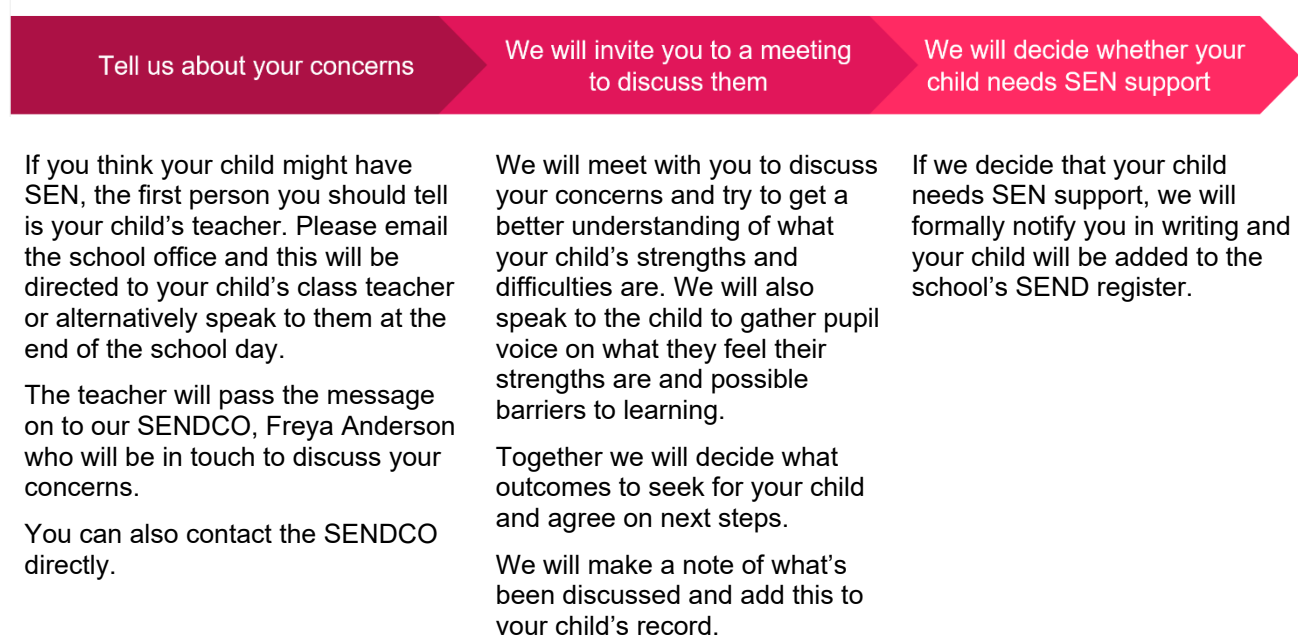 Tell us about your concerns
We will invite you to a meeting
to discuss them
We will decide whether your
child needs SEN support
If you think your child might have
SEN, the first person you should tell
is your child’s teacher. Please email
the school office and this will be
directed to your child’s class teacher
or alternatively speak to them at the
end of the school day.
The teacher will pass the message
on to our SENDCO, Freya Anderson
who will be in touch to discuss your
concerns.
You can also contact the SENDCO
directly.
We will meet with you to discuss
your concerns and try to get a
better understanding of what
your child’s strengths and
difficulties are. We will also
speak to the child to gather pupil
voice on what they feel their
strengths are and possible
barriers to learning.
Together we will decide what
outcomes to seek for your child
and agree on next steps.
We will make a note of what’s
been discussed and add this to
your child’s record.
If we decide that your child
needs SEN support, we will
formally notify you in writing and
your child will be added to the
school’s SEND register.